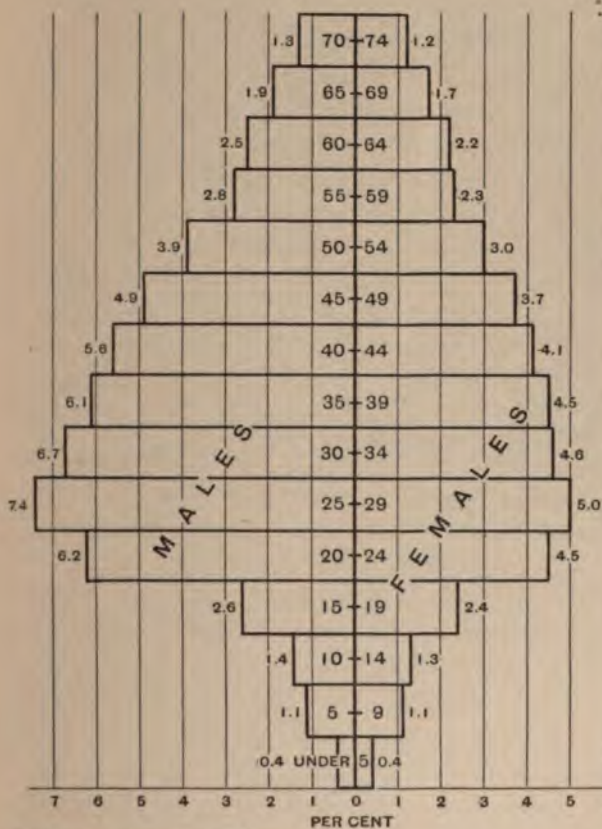 1.3 70 74 1.2
1.9 65 69 1.7
2.5 60 64 2.2
2.8 55 59 2.3
3.9 50 54 3.0
4.9 45 49 3.7
5.6 40 44 4.1
6.1 35 39 4.5
6.7 30 34 4.6
7.4 25 29 5.0
6.2 20 24 4.5
MALES
FEMALES
2.6 15 19 2.4
1.4 10 14 1.3
1.1 5 9 1.1
0.4 UNDER 5 0.4
7 6 5 4 3 2 1 0 1 2 3 4 5
PER CENT